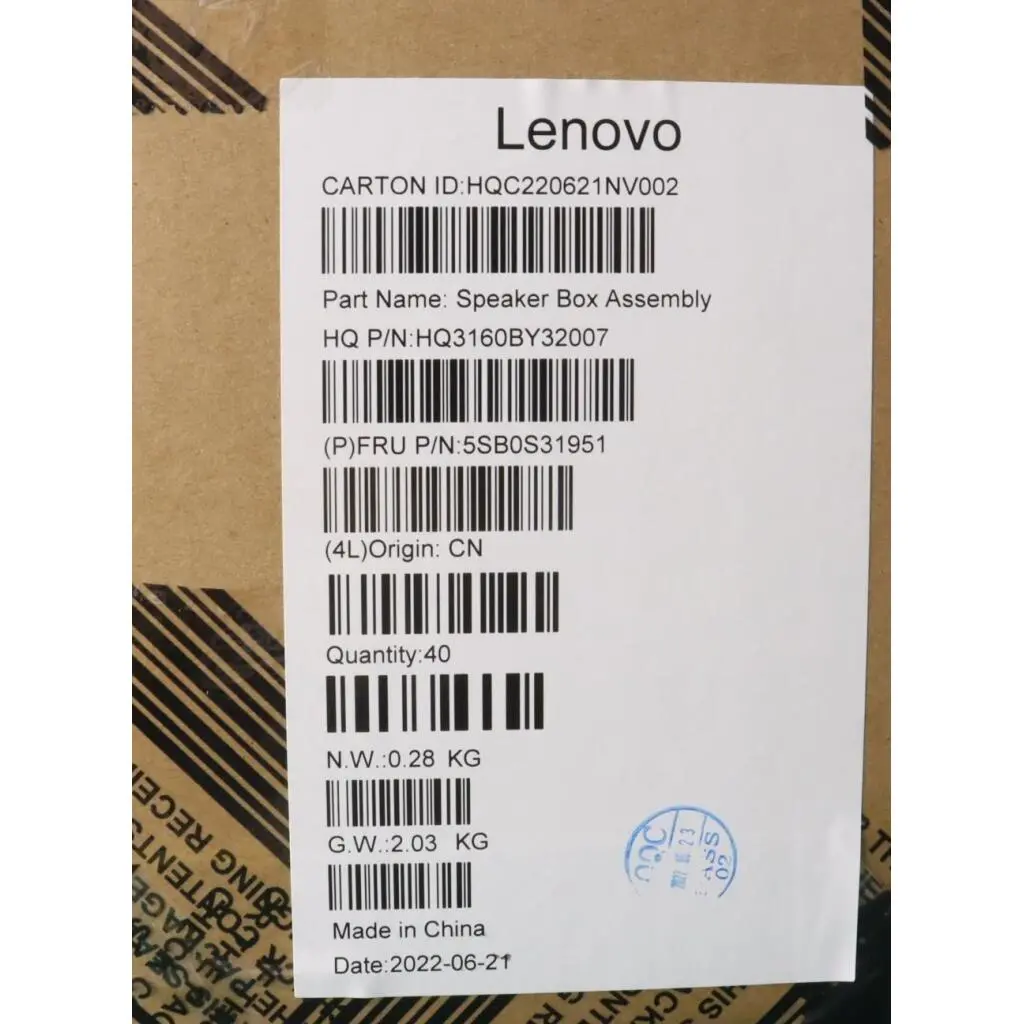 Lenovo
CARTON ID:HQC220621NV002
Part Name: Speaker Box Assembly
HQ P/N:HQ3160BY32007
(P)FRU P/N:5SB0S31951
(4L)Origin: CN
Quantity:40
N.W.:0.28 KG
G.W.:2.03 KG
Made in China
Date:2022-06-21
02